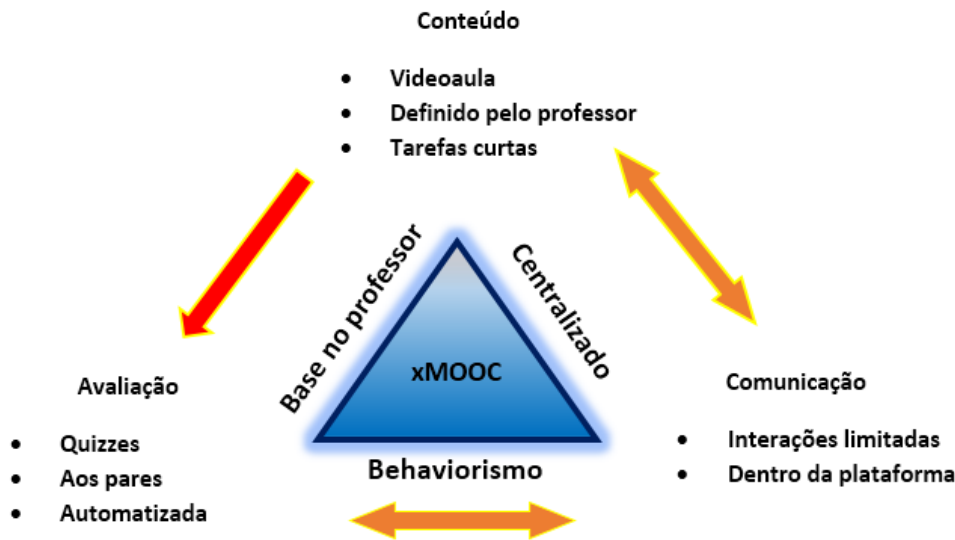 Conteúdo
• Videoaula
• Definido pelo professor
• Tarefas curtas
Base no professor
Centralizado
xMOOC
Behaviorismo
Avaliação
• Quizzes
• Aos pares
• Automatizada
Comunicação
• Interações limitadas
• Dentro da plataforma